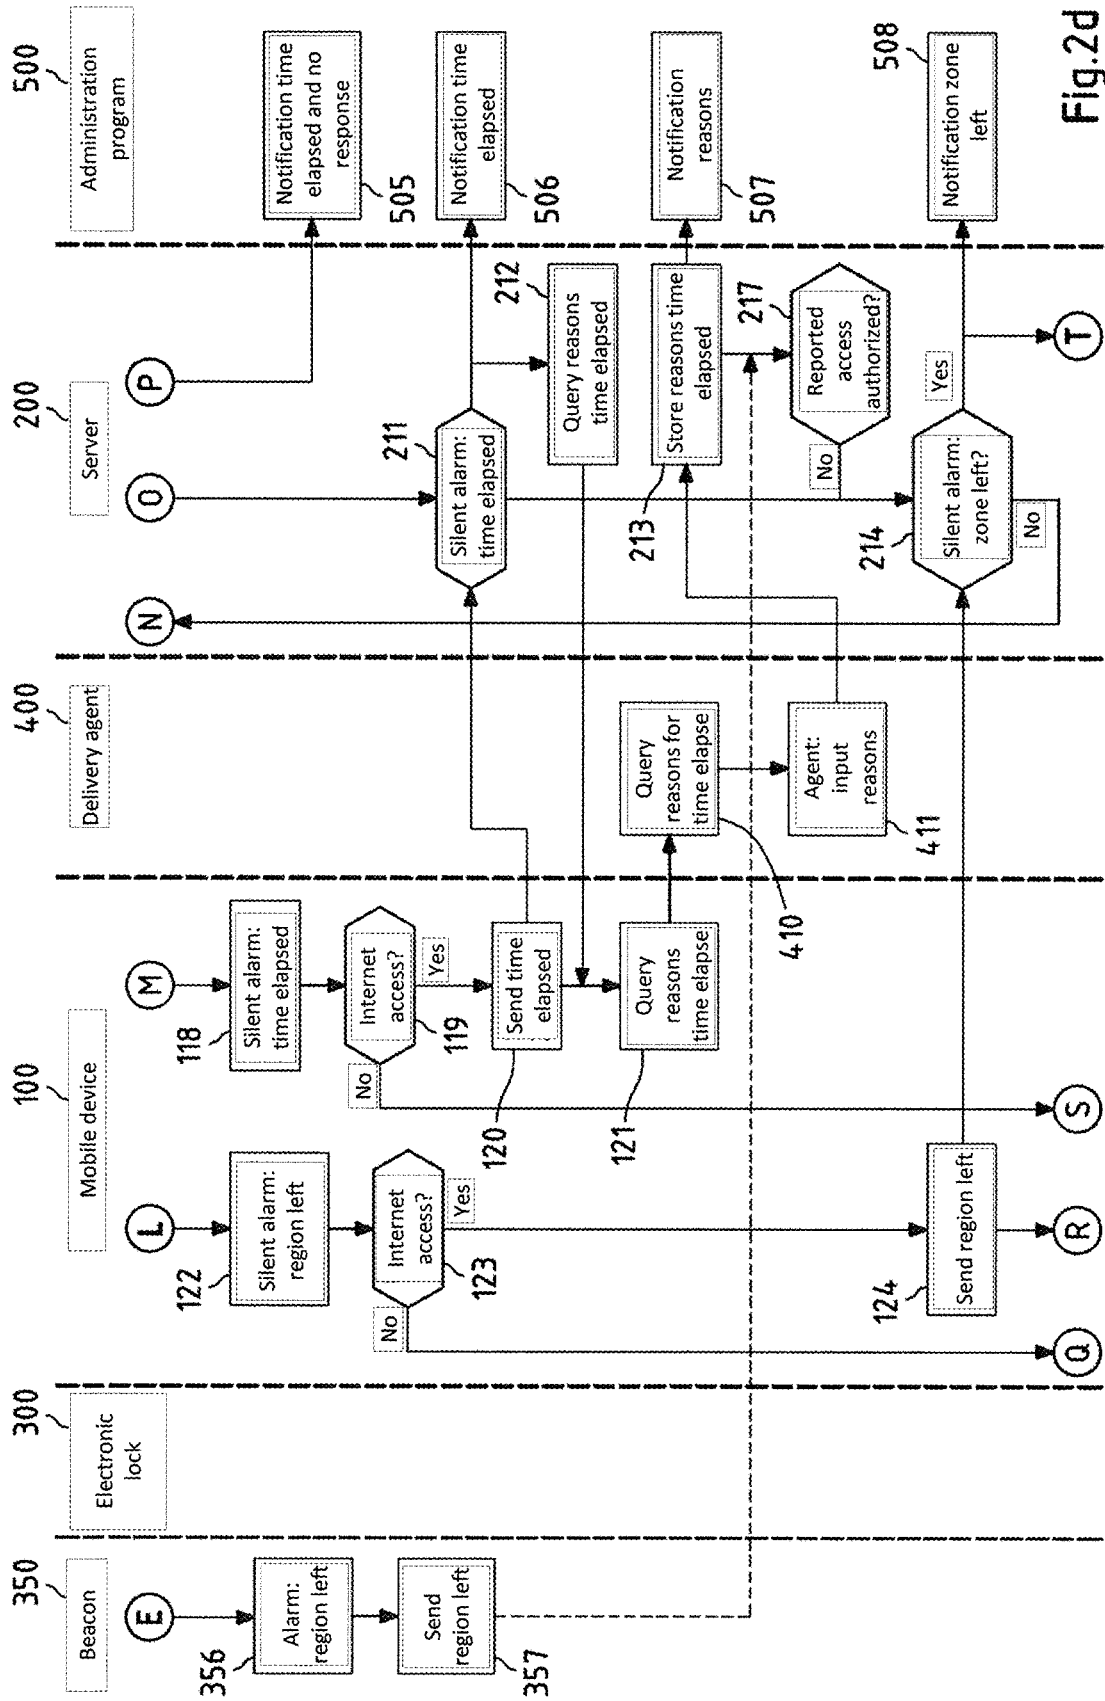 350
Beacon
300
Electronic
lock
100
Mobile device
400
Delivery agent
200
Server
500
Administration
program
E
L
M
N
O
P
356
Alarm:
region left
357
Send
region left
122
Silent alarm:
region left
No
Internet
access?
Yes
123
118
Silent alarm:
time elapsed
No
Internet
access?
Yes
119
Send time
elapsed
120
Query
reasons
time elapse
121
Query
reasons for
time elapse
410
Agent:
input
reasons
411
Silent alarm:
time elapsed
211
Query reasons
time elapsed
212
Store reasons time
elapsed
213
Reported
access
authorized?
217
No
Silent alarm:
zone left?
214
Yes
No
124
Send region left
Notification time
elapsed and no
response
505
Notification time
elapsed
506
Notification
reasons
507
Notification zone
left
508
Q
R
S
T
Fig.2d